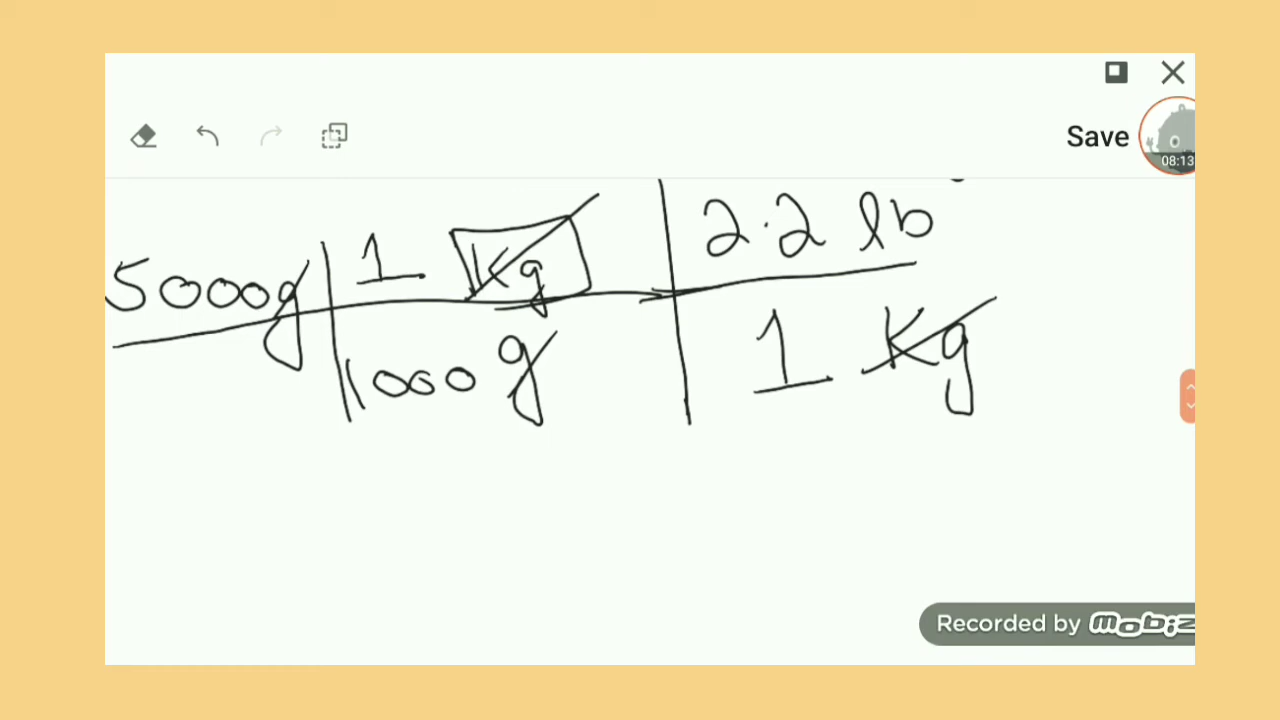 Save
08:13
5000g 1 Kg 2.2 lb
1000 g 1 Kg
Recorded by